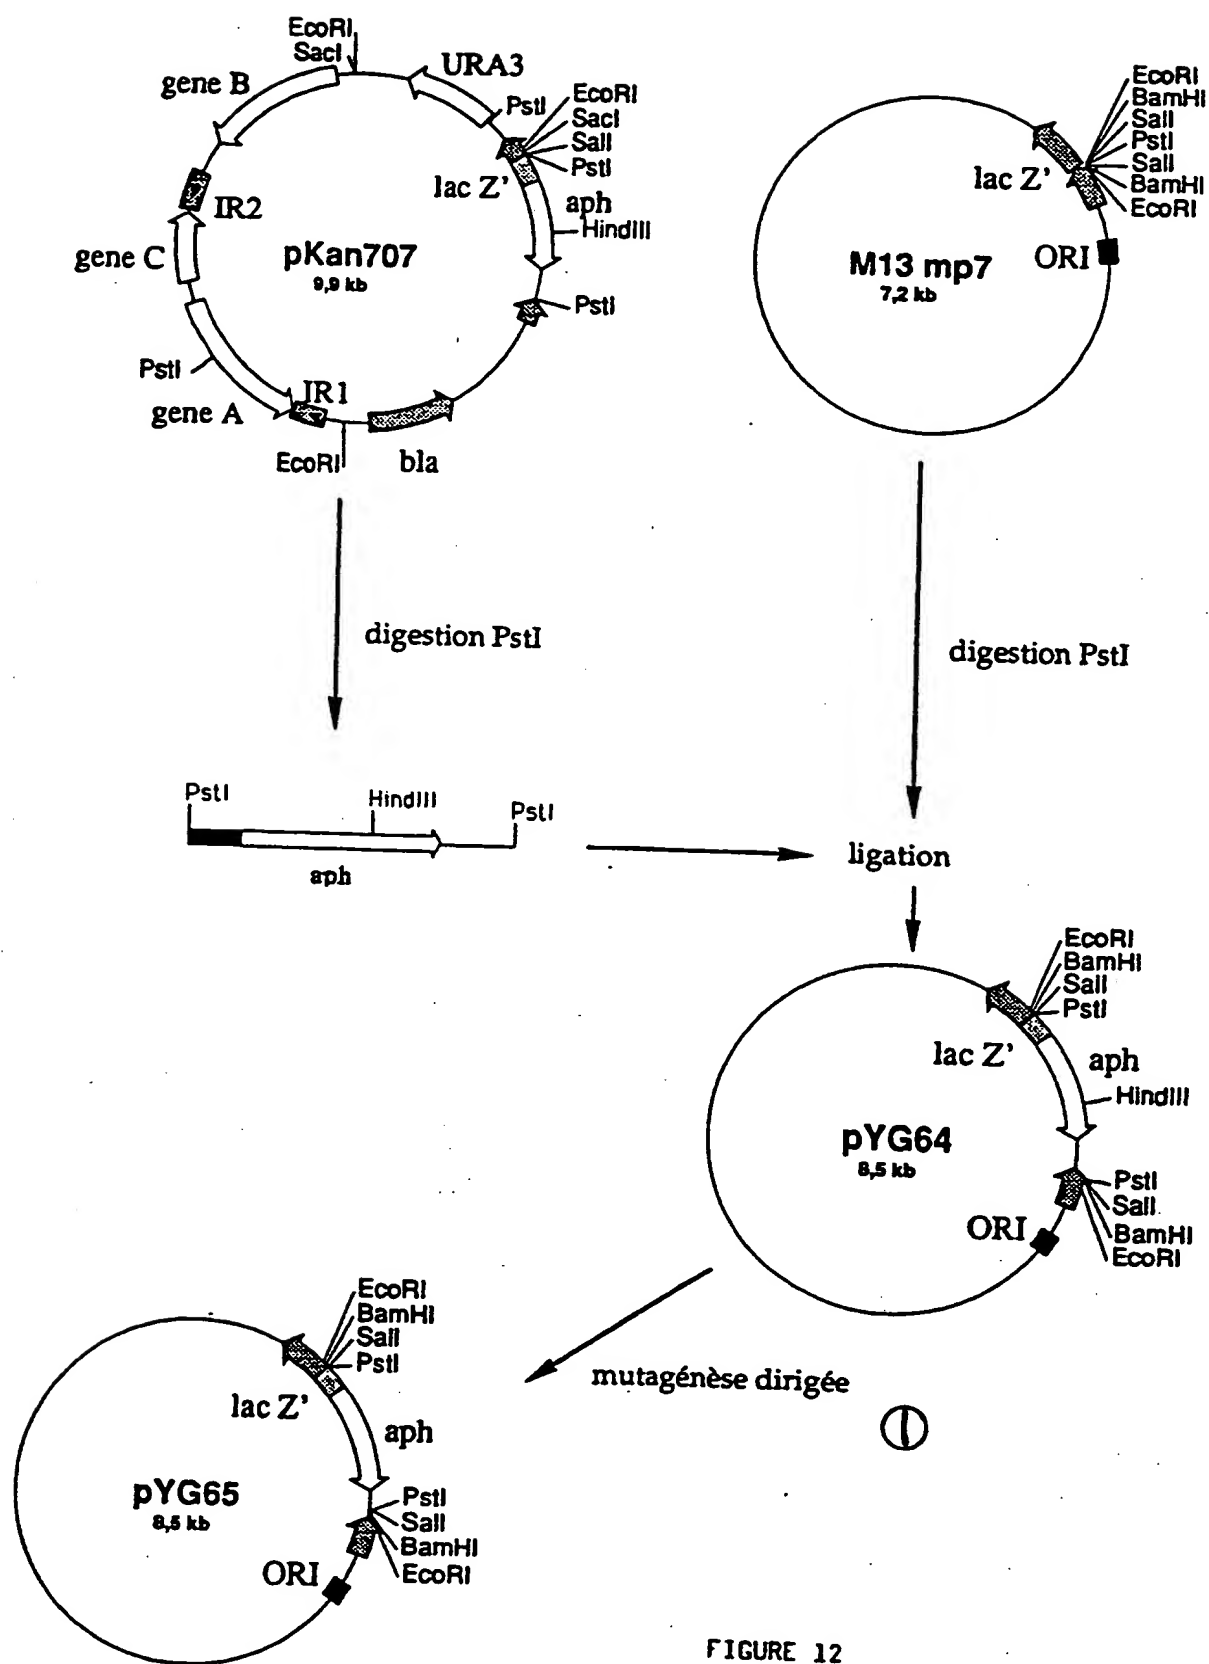 EcoRI
SacI
gene B
URA3
PstI
EcoRI
SacI
SalI
PstI
lac Z'
aph
HindIII
IR2
gene C
pKan707
9,9 kb
PstI
PstI
IR1
gene A
EcoRI
bla
EcoRI
BamHI
SalI
PstI
SalI
BamHI
EcoRI
lac Z'
ORI
M13 mp7
7,2 kb
digestion PstI
digestion PstI
PstI
HindIII
PstI
aph
ligation
EcoRI
BamHI
SalI
PstI
lac Z'
aph
HindIII
pYG64
8,5 kb
PstI
SalI
BamHI
EcoRI
ORI
mutagénèse dirigée
1
EcoRI
BamHI
SalI
PstI
lac Z'
aph
pYG65
8,5 kb
PstI
SalI
BamHI
EcoRI
ORI
FIGURE 12